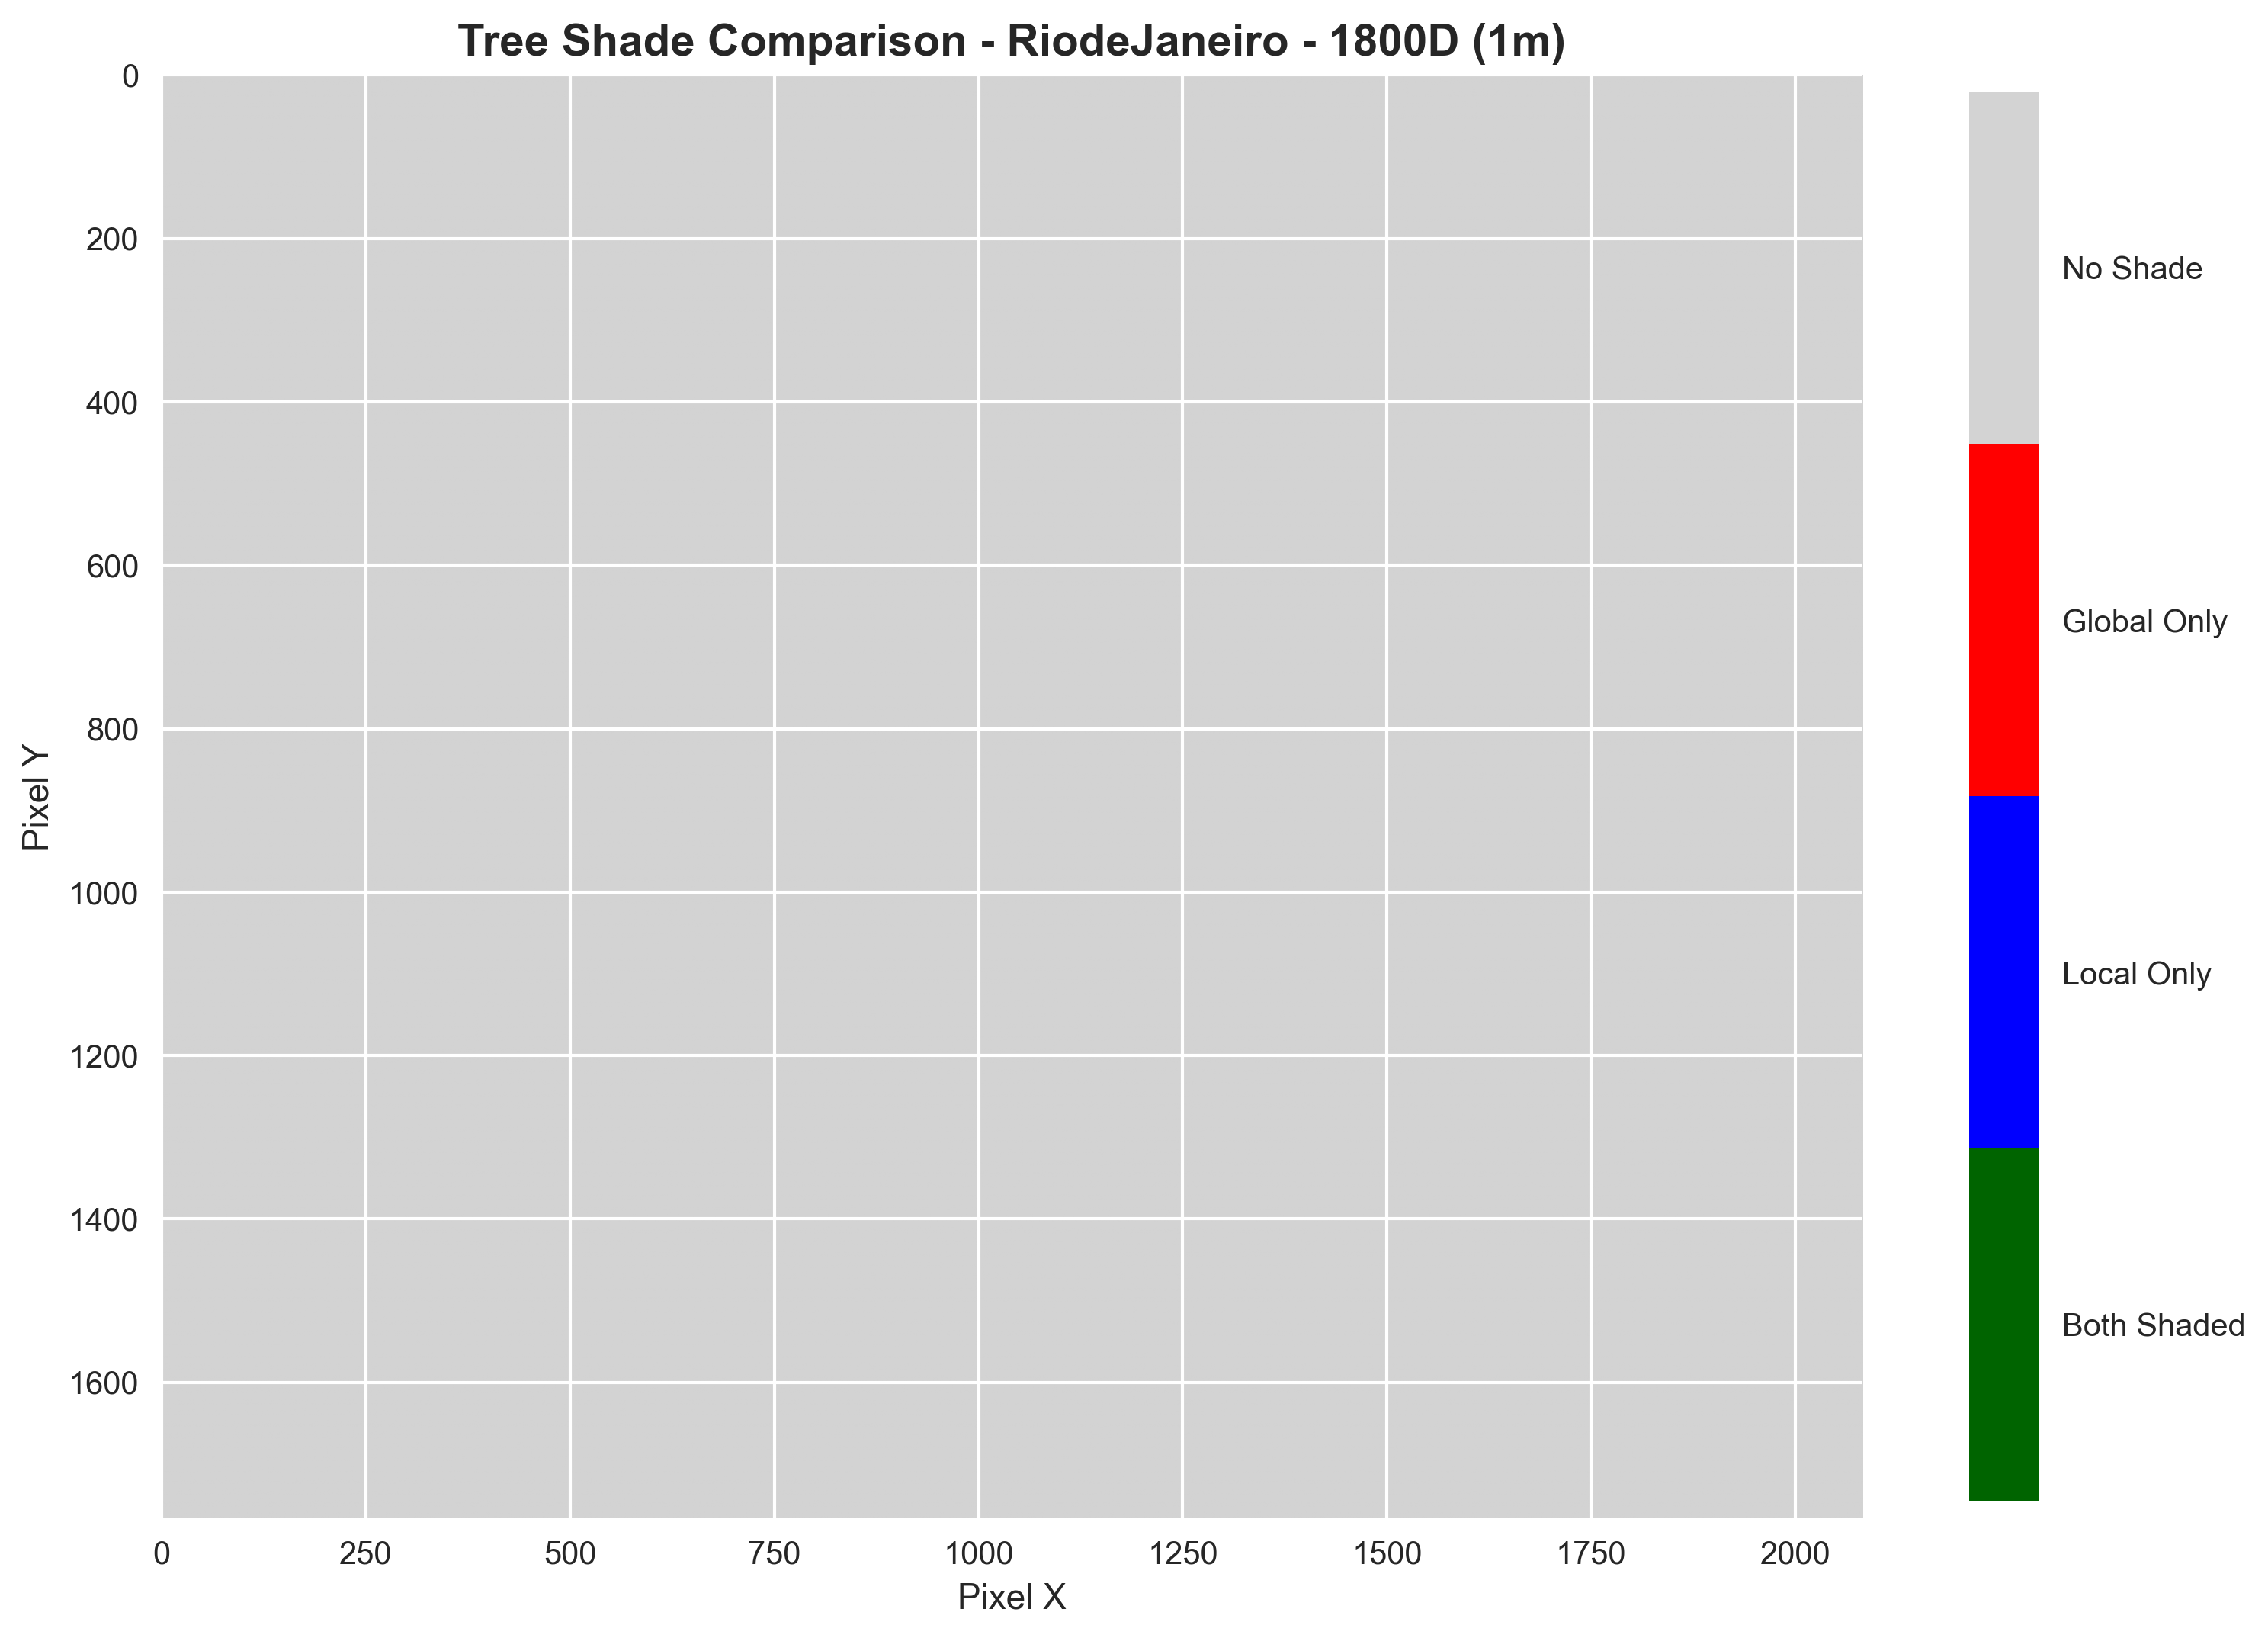 Tree Shade Comparison - RiodeJaneiro - 1800D (1m)
0
200
400
600
800
1000
1200
1400
1600
Pixel Y
0 250 500 750 1000 1250 1500 1750 2000
Pixel X
No Shade
Global Only
Local Only
Both Shaded